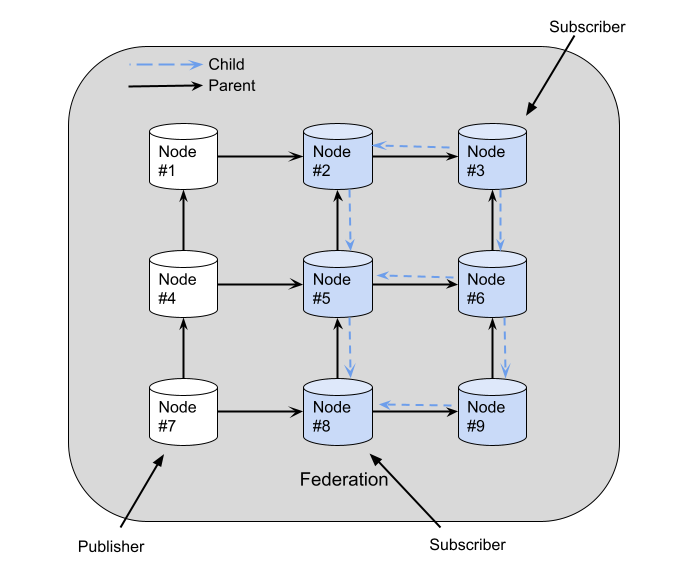 Subscriber
Child
Parent
Node
#1
Node
#2
Node
#3
Node
#4
Node
#5
Node
#6
Node
#7
Node
#8
Node
#9
Federation
Publisher
Subscriber